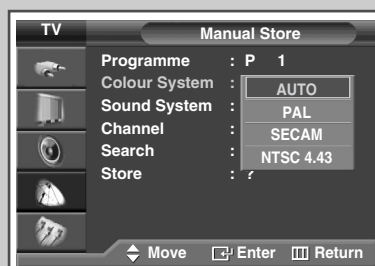 TV Manual Store
Programme : P 1
Colour System :
AUTO
Sound System :
PAL
Channel :
SECAM
Search :
NTSC 4.43
Store : ?
Move Enter Return